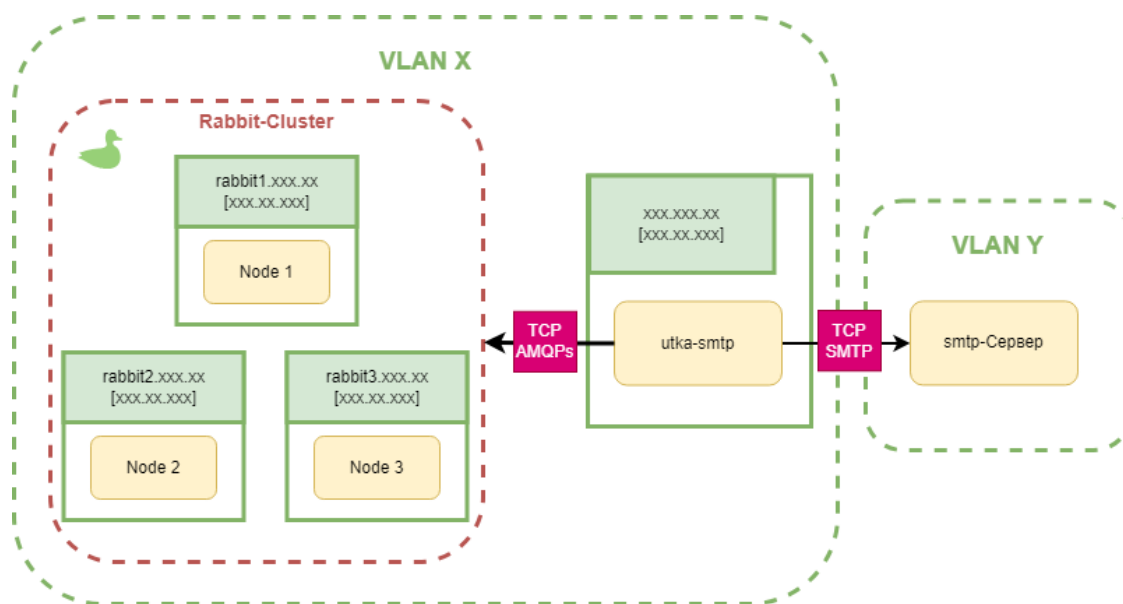 VLAN X
Rabbit-Cluster
rabbit1.xxx.xx
[xxx.xx.xxx]
Node 1
rabbit2.xxx.xx
[xxx.xx.xxx]
Node 2
rabbit3.xxx.xx
[xxx.xx.xxx]
Node 3
TCP
AMQPs
xxx.xxx.xx
[xxx.xx.xxx]
utka-smtp
TCP
SMTP
VLAN Y
smtp-Сервер